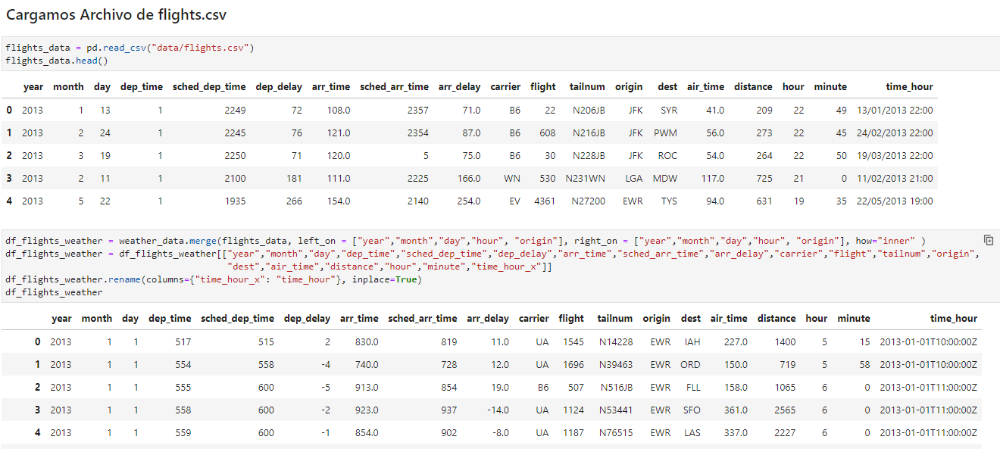 Cargamos Archivo de flights.csv
flights_data = pd.read_csv("data/flights.csv")
flights_data.head()
year month day dep_time sched_dep_time dep_delay arr_time sched_arr_time arr_delay carrier flight tailnum origin dest air_time distance hour minute time_hour
0 2013 1 13 1 2249 72 108.0 2357 71.0 B6 22 N206JB JFK SYR 41.0 209 22 49 13/01/2013 22:00
1 2013 2 24 1 2245 76 121.0 2354 87.0 B6 608 N216JB JFK PWM 56.0 273 22 45 24/02/2013 22:00
2 2013 3 19 1 2250 71 120.0 5 75.0 B6 30 N228JB JFK ROC 54.0 264 22 50 19/03/2013 22:00
3 2013 2 11 1 2100 181 111.0 2225 166.0 WN 530 N231WN LGA MDW 117.0 725 21 0 11/02/2013 21:00
4 2013 5 22 1 1935 266 154.0 2140 254.0 EV 4361 N27200 EWR TYS 94.0 631 19 35 22/05/2013 19:00
df_flights_weather = weather_data.merge(flights_data, left_on = ["year","month","day","hour", "origin"], right_on = ["year","month","day","hour", "origin"], how="inner" )
df_flights_weather = df_flights_weather[["year","month","day","dep_time","sched_dep_time","dep_delay","arr_time","sched_arr_time","arr_delay","carrier","flight","tailnum","origin",
"dest","air_time","distance","hour","minute","time_hour_x"]]
df_flights_weather.rename(columns={"time_hour_x": "time_hour"}, inplace=True)
df_flights_weather
year month day dep_time sched_dep_time dep_delay arr_time sched_arr_time arr_delay carrier flight tailnum origin dest air_time distance hour minute time_hour
0 2013 1 1 517 515 2 830.0 819 11.0 UA 1545 N14228 EWR IAH 227.0 1400 5 15 2013-01-01T10:00:00Z
1 2013 1 1 554 558 -4 740.0 728 12.0 UA 1696 N39463 EWR ORD 150.0 719 5 58 2013-01-01T10:00:00Z
2 2013 1 1 555 600 -5 913.0 854 19.0 B6 507 N516JB EWR FLL 158.0 1065 6 0 2013-01-01T11:00:00Z
3 2013 1 1 558 600 -2 923.0 937 -14.0 UA 1124 N53441 EWR SFO 361.0 2565 6 0 2013-01-01T11:00:00Z
4 2013 1 1 559 600 -1 854.0 902 -8.0 UA 1187 N76515 EWR LAS 337.0 2227 6 0 2013-01-01T11:00:00Z